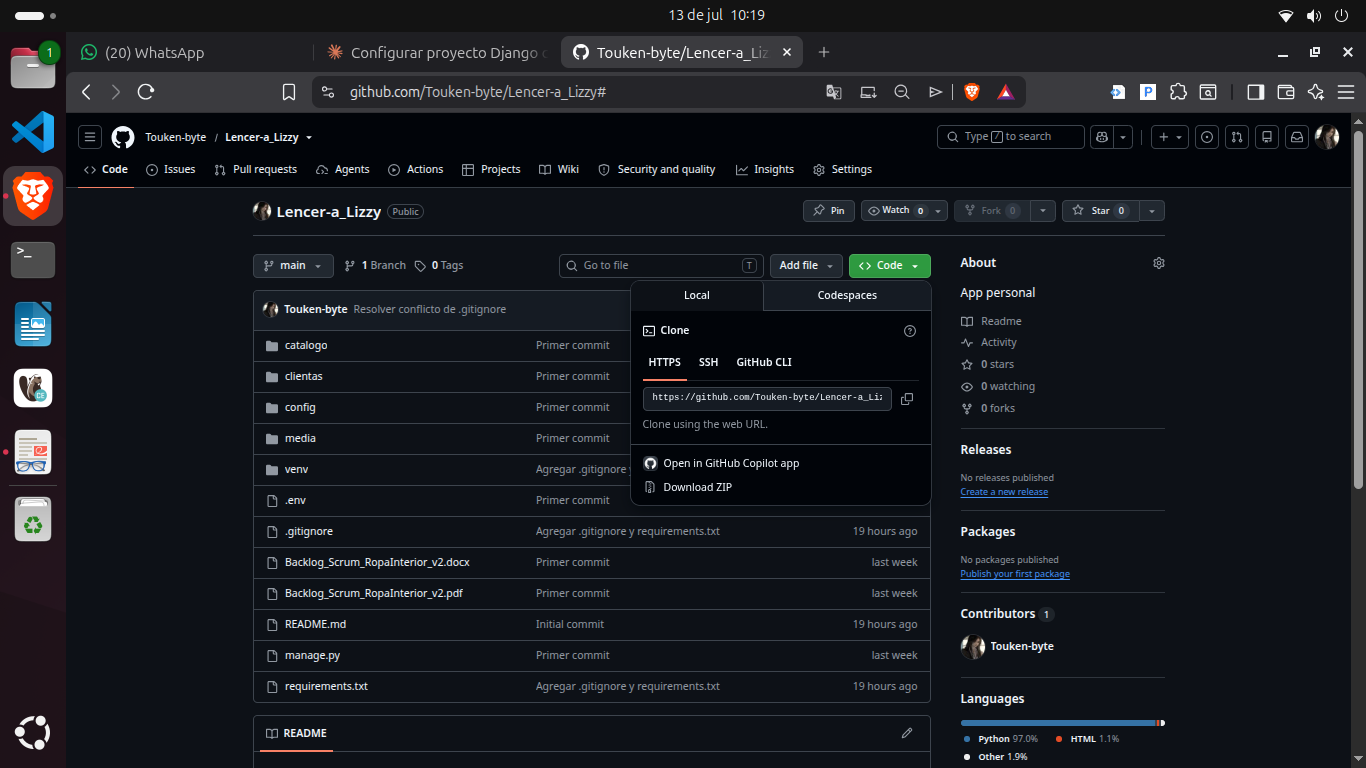 13 de jul 10:19
1
(20) WhatsApp
Configurar proyecto Django
Touken-byte/Lencer-a_Liz
github.com/Touken-byte/Lencer-a_Lizzy#
Touken-byte / Lencer-a_Lizzy
Type / to search
Code
Issues
Pull requests
Agents
Actions
Projects
Wiki
Security and quality
Insights
Settings
Lencer-a_Lizzy Public
Pin
Watch 0
Fork 0
Star 0
main
1 Branch
0 Tags
Go to file T
Add file
Code
Local
Codespaces
Clone
HTTPS SSH GitHub CLI
https://github.com/Touken-byte/Lencer-a_Liz
Clone using the web URL.
Open in GitHub Copilot app
Download ZIP
Touken-byte Resolver conflicto de .gitignore
catalogo Primer commit
clientas Primer commit
config Primer commit
media Primer commit
venv Agregar .gitignore y
.env Primer commit
.gitignore Agregar .gitignore y requirements.txt 19 hours ago
Backlog_Scrum_RopaInterior_v2.docx Primer commit last week
Backlog_Scrum_RopaInterior_v2.pdf Primer commit last week
README.md Initial commit 19 hours ago
manage.py Primer commit last week
requirements.txt Agregar .gitignore y requirements.txt 19 hours ago
README
About
App personal
Readme
Activity
0 stars
0 watching
0 forks
Releases
No releases published
Create a new release
Packages
No packages published
Publish your first package
Contributors 1
Touken-byte
Languages
Python 97.0% HTML 1.1%
Other 1.9%